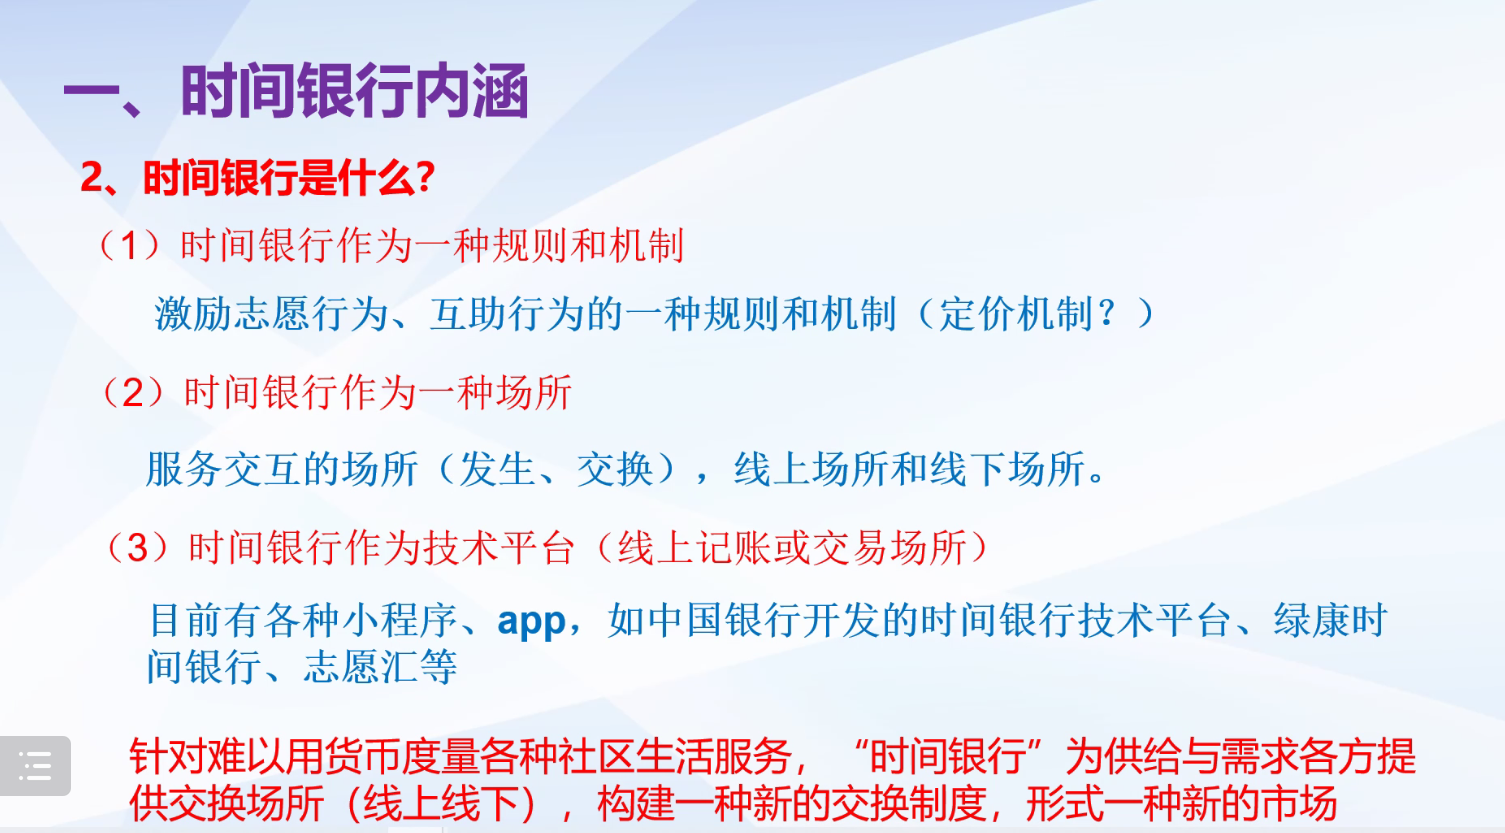 一、时间银行内涵
2、时间银行是什么？
（1）时间银行作为一种规则和机制
激励志愿行为、互助行为的一种规则和机制（定价机制？）
（2）时间银行作为一种场所
服务交互的场所（发生、交换），线上场所和线下场所。
（3）时间银行作为技术平台（线上记账或交易场所）
目前有各种小程序、app，如中国银行开发的时间银行技术平台、绿康时
间银行、志愿汇等
针对难以用货币度量各种社区生活服务，“时间银行”为供给与需求各方提
供交换场所（线上线下），构建一种新的交换制度，形式一种新的市场